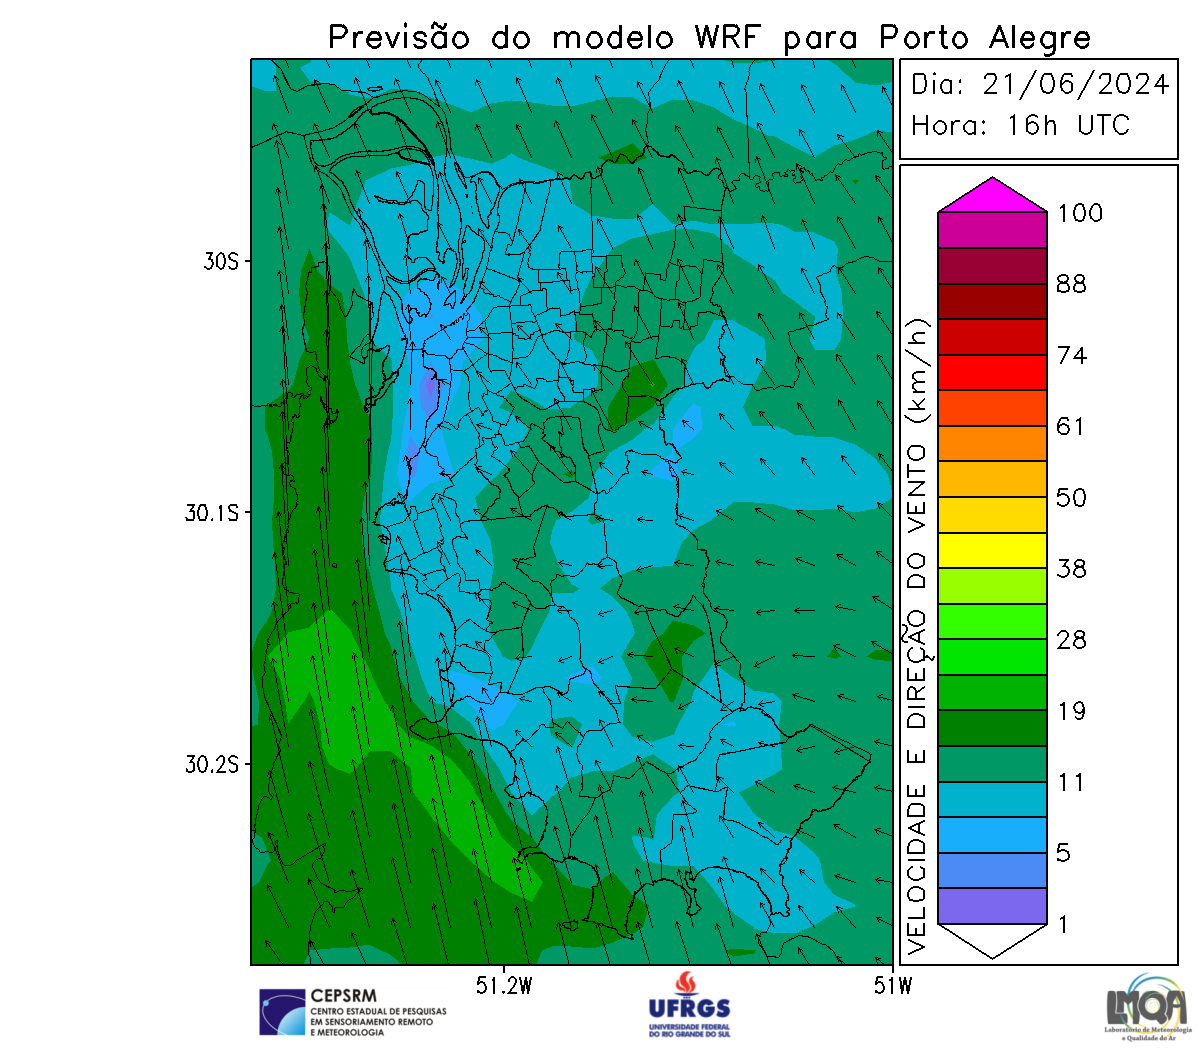 Previsão do modelo WRF para Porto Alegre
Dia: 21/06/2024
Hora: 16h UTC
30S
30.1S
30.2S
51.2W
51W
VELOCIDADE E DIREÇÃO DO VENTO (km/h)
100
88
74
61
50
38
28
19
11
5
1
CEPSRM
CENTRO ESTADUAL DE PESQUISAS
EM SENSORIAMENTO REMOTO
E METEOROLOGIA
UFRGS
UNIVERSIDADE FEDERAL
DO RIO GRANDE DO SUL
LMQA
Laboratório de Meteorologia
e Qualidade do Ar